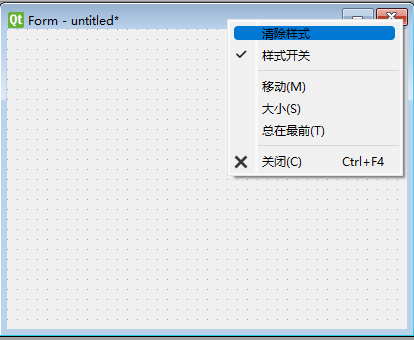 Qt Form - untitled*
清除样式
样式开关
移动(M)
大小(S)
总在最前(T)
关闭(C) Ctrl+F4